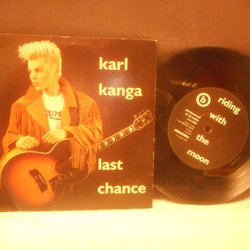 karl
kanga
last
chance
b
riding
with
the
moon